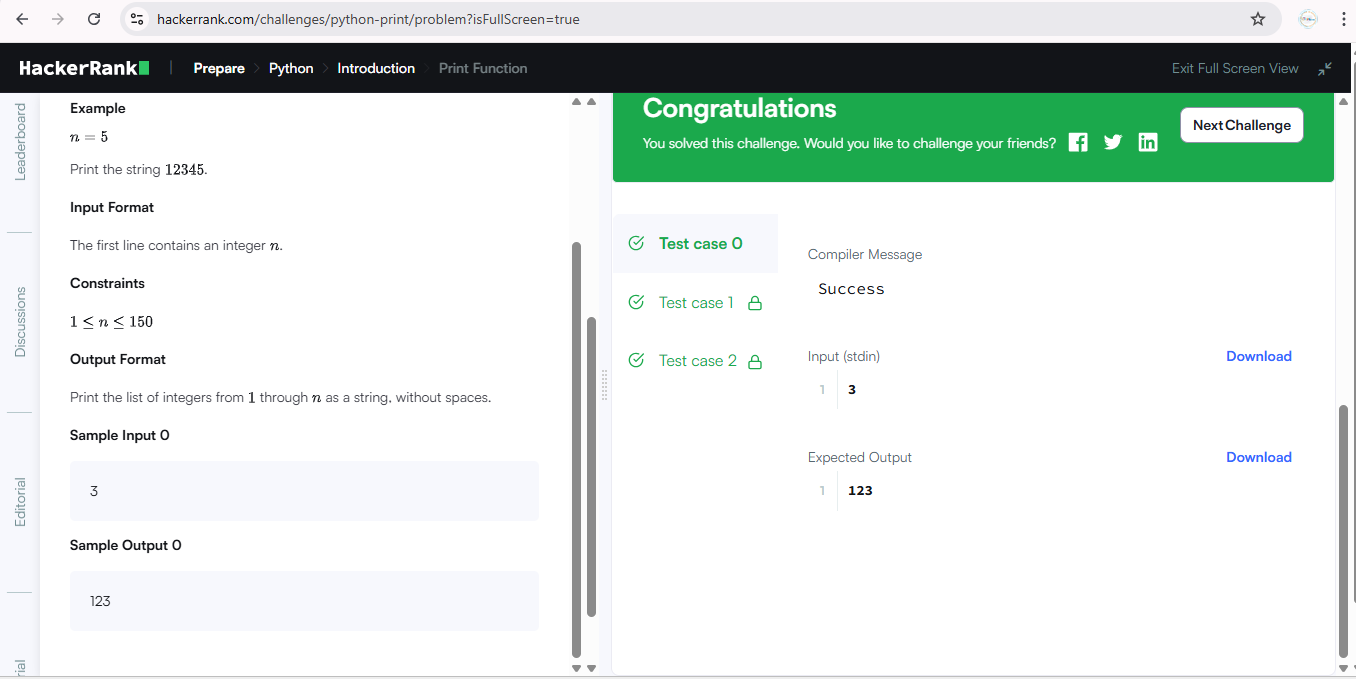 hackerrank.com/challenges/python-print/problem?isFullScreen=true
HackerRank | Prepare > Python > Introduction > Print Function
Exit Full Screen View
Leaderboard
Discussions
Editorial
Example
n = 5
Print the string 12345.
Input Format
The first line contains an integer n.
Constraints
1 ≤ n ≤ 150
Output Format
Print the list of integers from 1 through n as a string, without spaces.
Sample Input 0
3
Sample Output 0
123
Congratulations
You solved this challenge. Would you like to challenge your friends?
Next Challenge
Test case 0
Test case 1
Test case 2
Compiler Message
Success
Input (stdin)
Download
1 3
Expected Output
Download
1 123